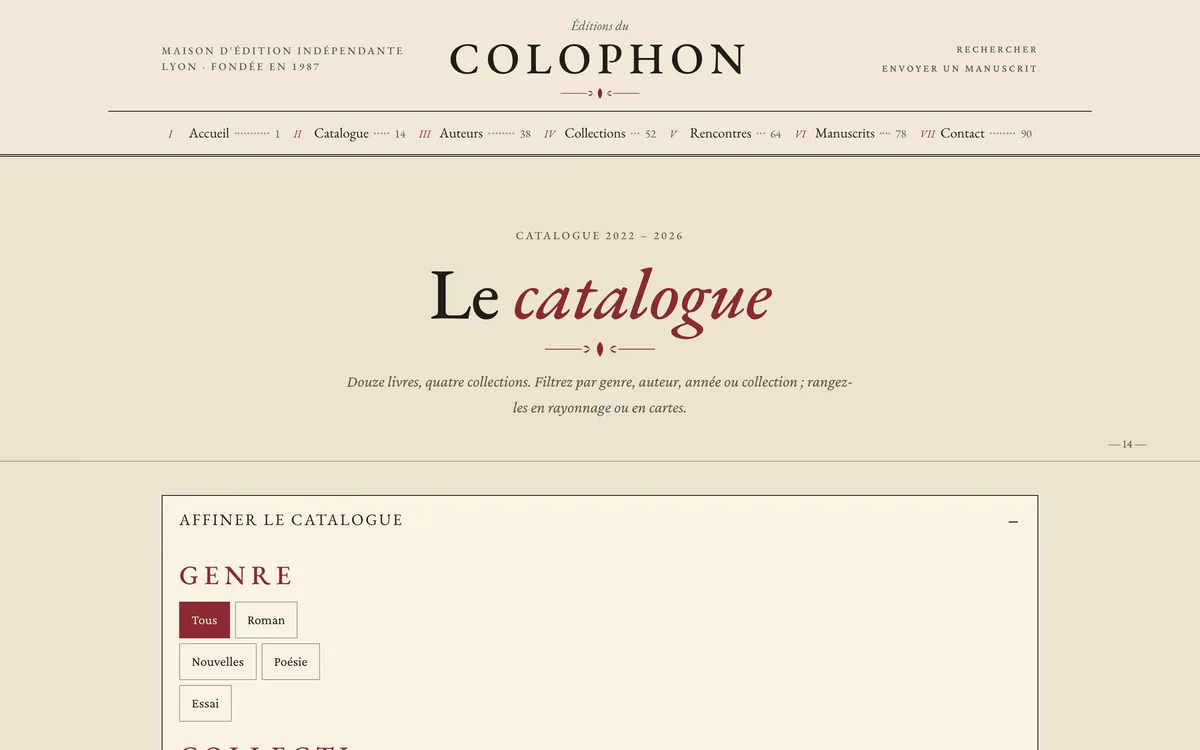 Éditions du
COLOPHON
MAISON D'ÉDITION INDÉPENDANTE
LYON · FONDÉE EN 1987
RECHERCHER
ENVOYER UN MANUSCRIT
I Accueil 1 II Catalogue 14 III Auteurs 38 IV Collections 52 V Rencontres 64 VI Manuscrits 78 VII Contact 90
CATALOGUE 2022 – 2026
Le catalogue
Douze livres, quatre collections. Filtrez par genre, auteur, année ou collection ; rangez-
les en rayonnage ou en cartes.
— 14 —
AFFINER LE CATALOGUE –
GENRE
Tous Roman
Nouvelles Poésie
Essai